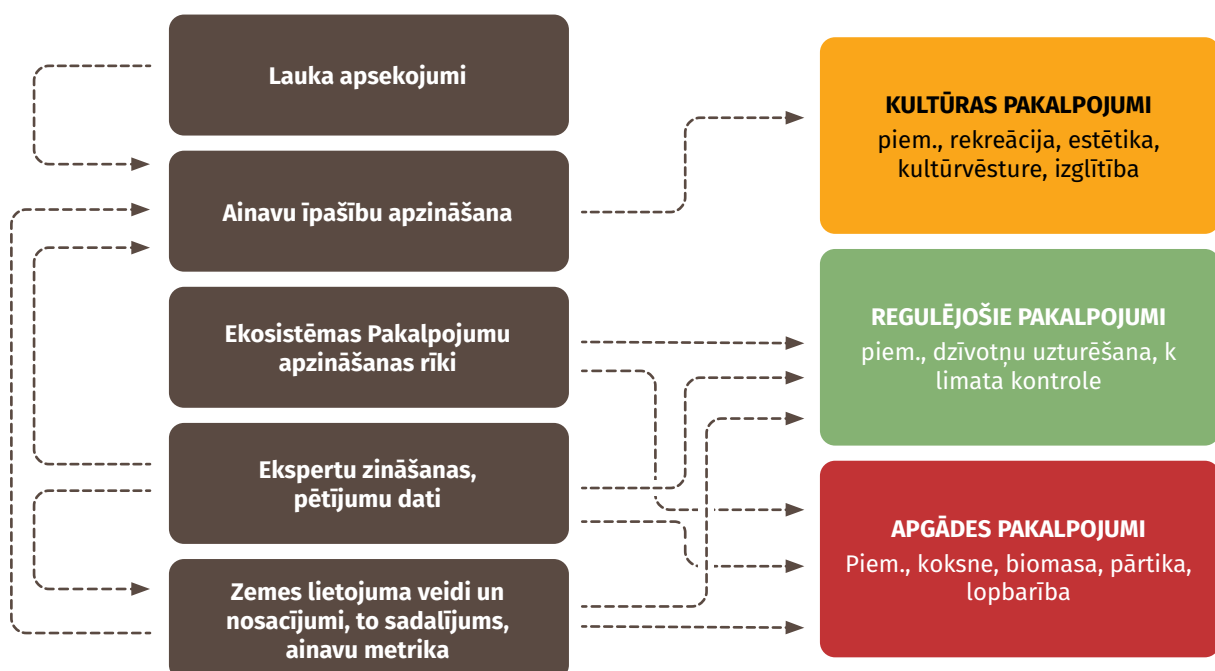 Lauka apsekojumi
Ainavu īpašību apzināšana
Ekosistēmas Pakalpojumu
apzināšanas rīki
Ekspertu zināšanas,
pētījumu dati
Zemes lietojuma veidi un
nosacījumi, to sadalījums,
ainavu metrika
KULTŪRAS PAKALPOJUMI
piem., rekreācija, estētika,
kultūrvēsture, izglītība
REGULĒJOŠIE PAKALPOJUMI
piem., dzīvotņu uzturēšana, k
limata kontrole
APGĀDES PAKALPOJUMI
Piem., koksne, biomasa, pārtika,
lopbarība